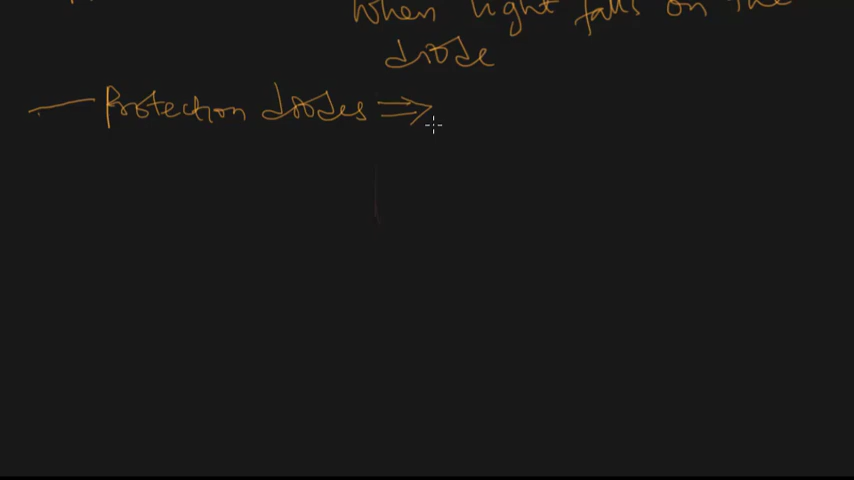 When light falls on the
diode
— Protection diodes ⇒